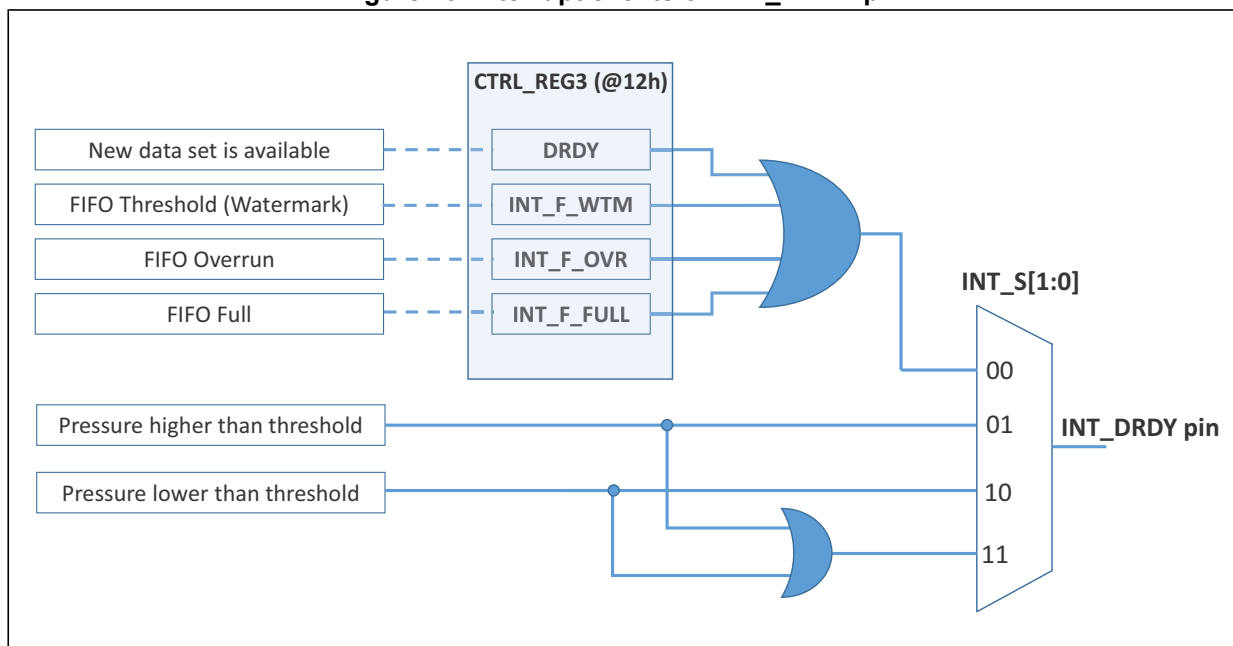 CTRL_REG3 (@12h)
New data set is available
DRDY
FIFO Threshold (Watermark)
INT_F_WTM
FIFO Overrun
INT_F_OVR
FIFO Full
INT_F_FULL
INT_S[1:0]
00
Pressure higher than threshold
01
INT_DRDY pin
Pressure lower than threshold
10
11